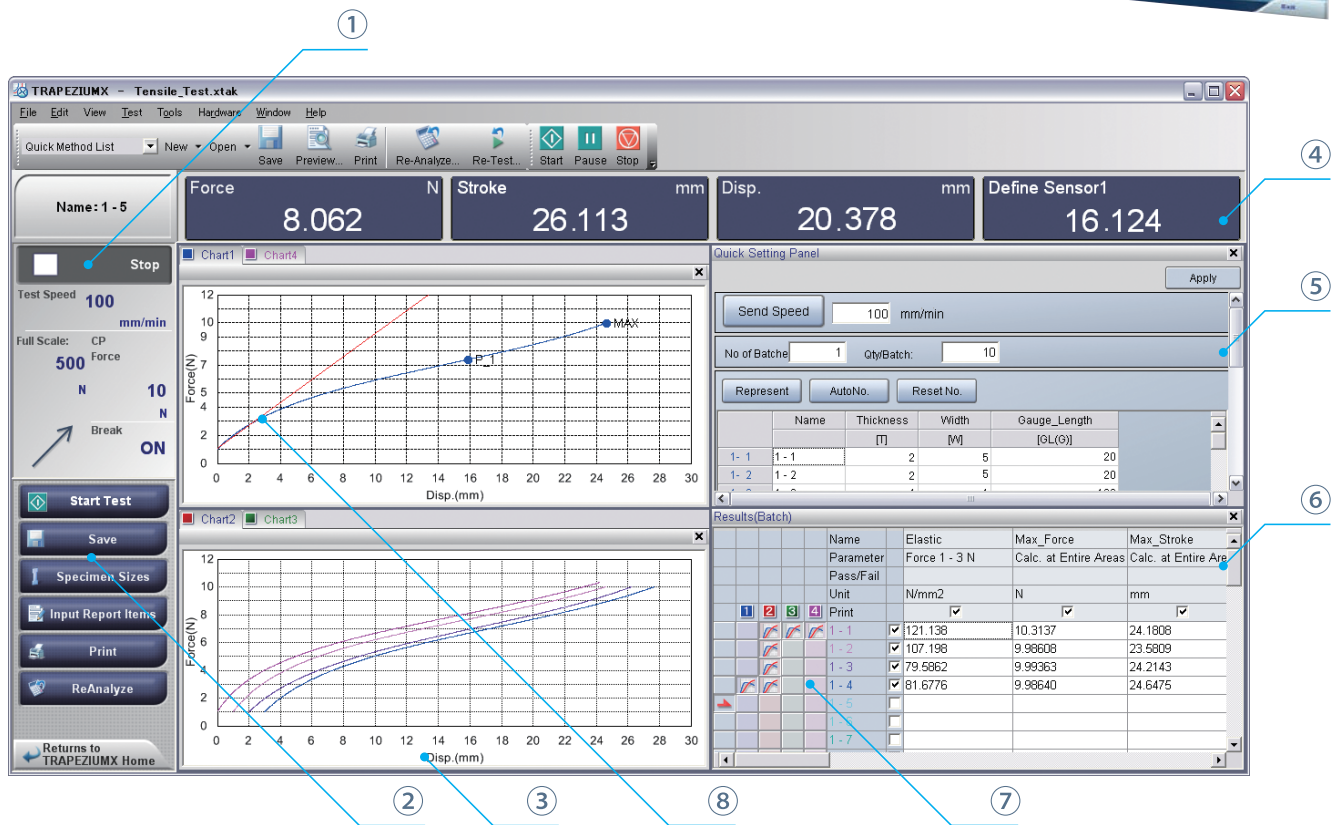 Exit
①
TRAPEZIUMX - Tensile_Test.xtak
File Edit View Test Tools Hardware Window Help
Quick Method List New Open Save Preview... Print Re-Analyze... Re-Test... Start Pause Stop
④
Name: 1 - 5
Force N
8.062
Stroke mm
26.113
Disp. mm
20.378
Define Sensor1
16.124
Stop
Test Speed 100
mm/min
Full Scale: CP
500 Force
N 10
N
Break
ON
Start Test
Save
Specimen Sizes
Input Report Items
Print
ReAnalyze
Returns to
TRAPEZIUMX Home
Chart1 Chart4
12
10
9
7
5
4
2
0
Force(N)
MAX
P_1
0 2 4 6 8 10 12 14 16 18 20 22 24 26 28 30
Disp.(mm)
Chart2 Chart3
12
10
8
6
4
2
0
Force(N)
0 2 4 6 8 10 12 14 16 18 20 22 24 26 28 30
Disp.(mm)
Quick Setting Panel
Apply
⑤
Send Speed 100 mm/min
No of Batche 1 Qty/Batch: 10
Represent AutoNo. Reset No.
Name Thickness Width Gauge_Length
[T] [W] [GL(G)]
1- 1 1 - 1 2 5 20
1- 2 1 - 2 2 5 20
⑥
Results(Batch)
Name Elastic Max_Force Max_Stroke
Parameter Force 1 - 3 N Calc. at Entire Areas Calc. at Entire Are
Pass/Fail
Unit N/mm2 N mm
1 2 3 4 Print
1 - 1 121.138 10.3137 24.1808
1 - 2 107.198 9.98608 23.5809
1 - 3 79.5862 9.99363 24.2143
1 - 4 81.6776 9.98640 24.6475
1 - 5
1 - 6
1 - 7
② ③ ⑧ ⑦